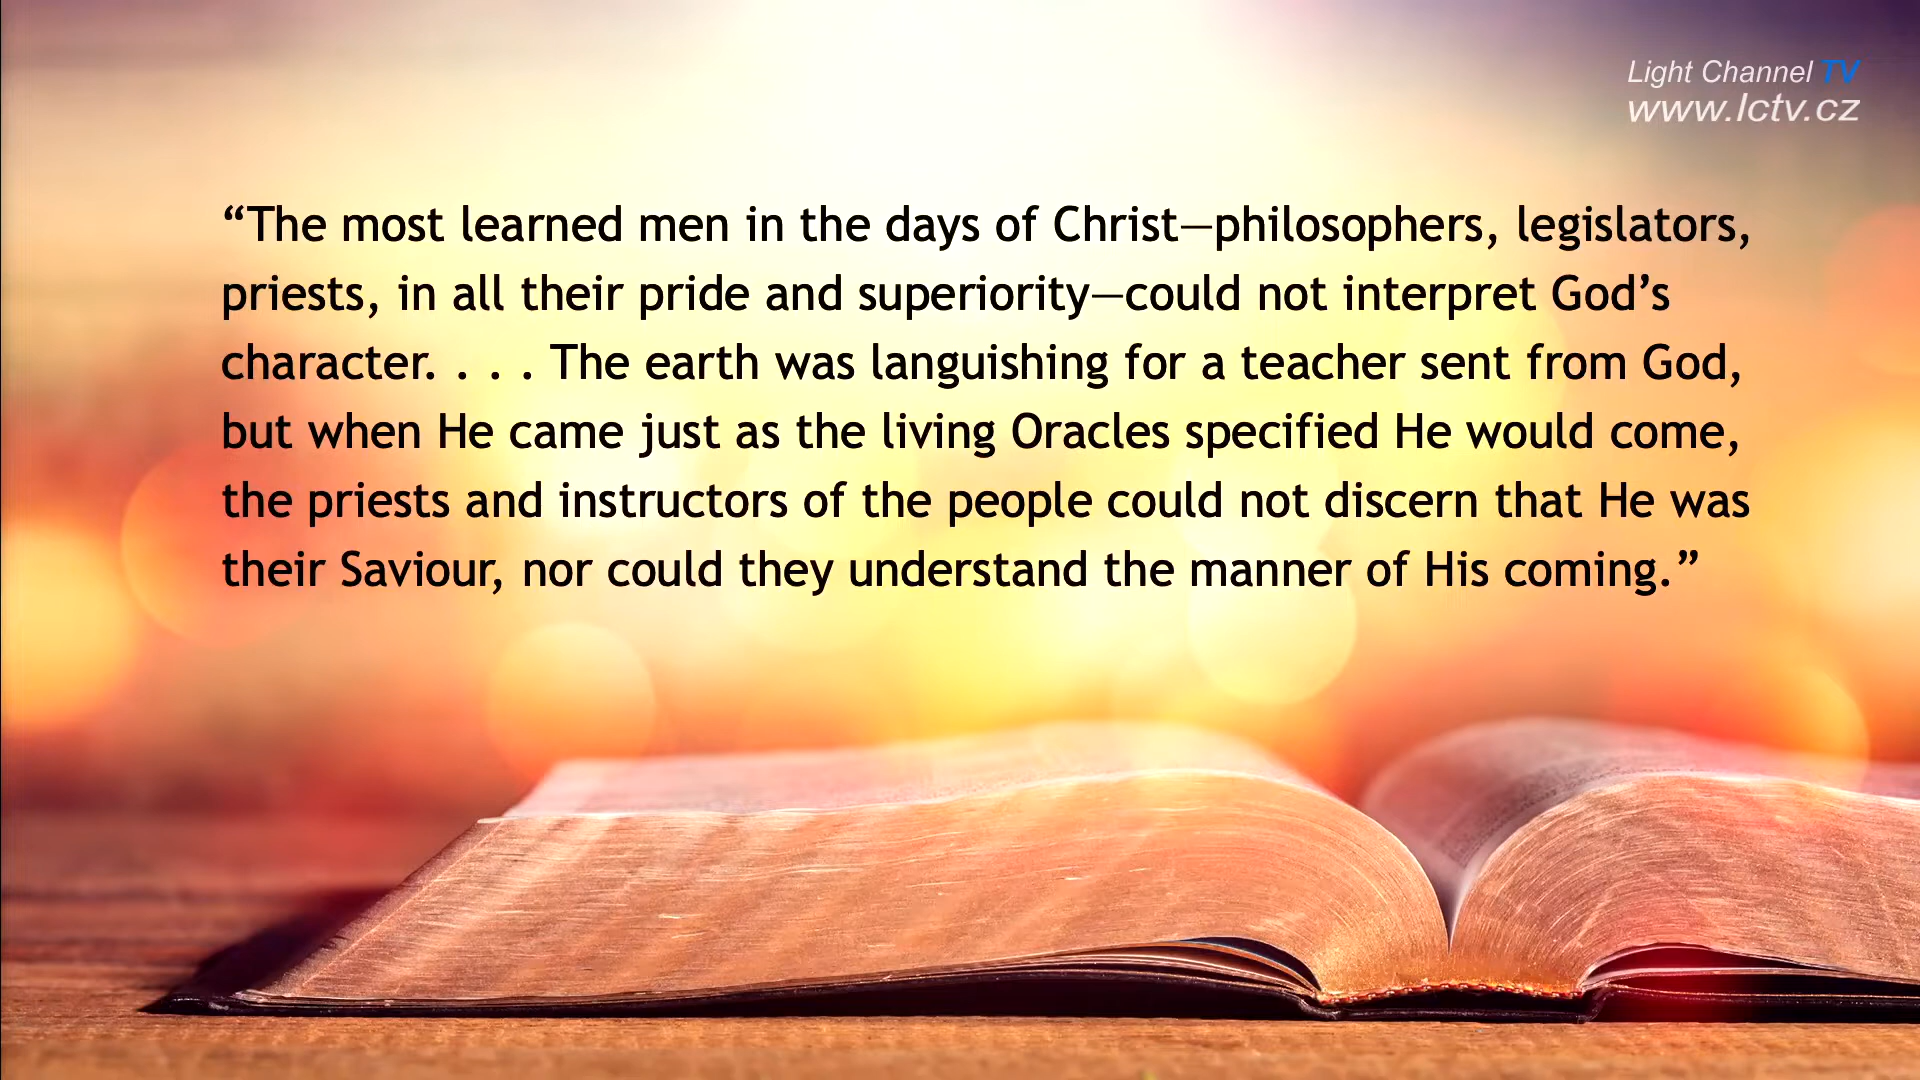 Light Channel TV
www.lctv.cz
“The most learned men in the days of Christ—philosophers, legislators,
priests, in all their pride and superiority—could not interpret God’s
character. . . . The earth was languishing for a teacher sent from God,
but when He came just as the living Oracles specified He would come,
the priests and instructors of the people could not discern that He was
their Saviour, nor could they understand the manner of His coming.”